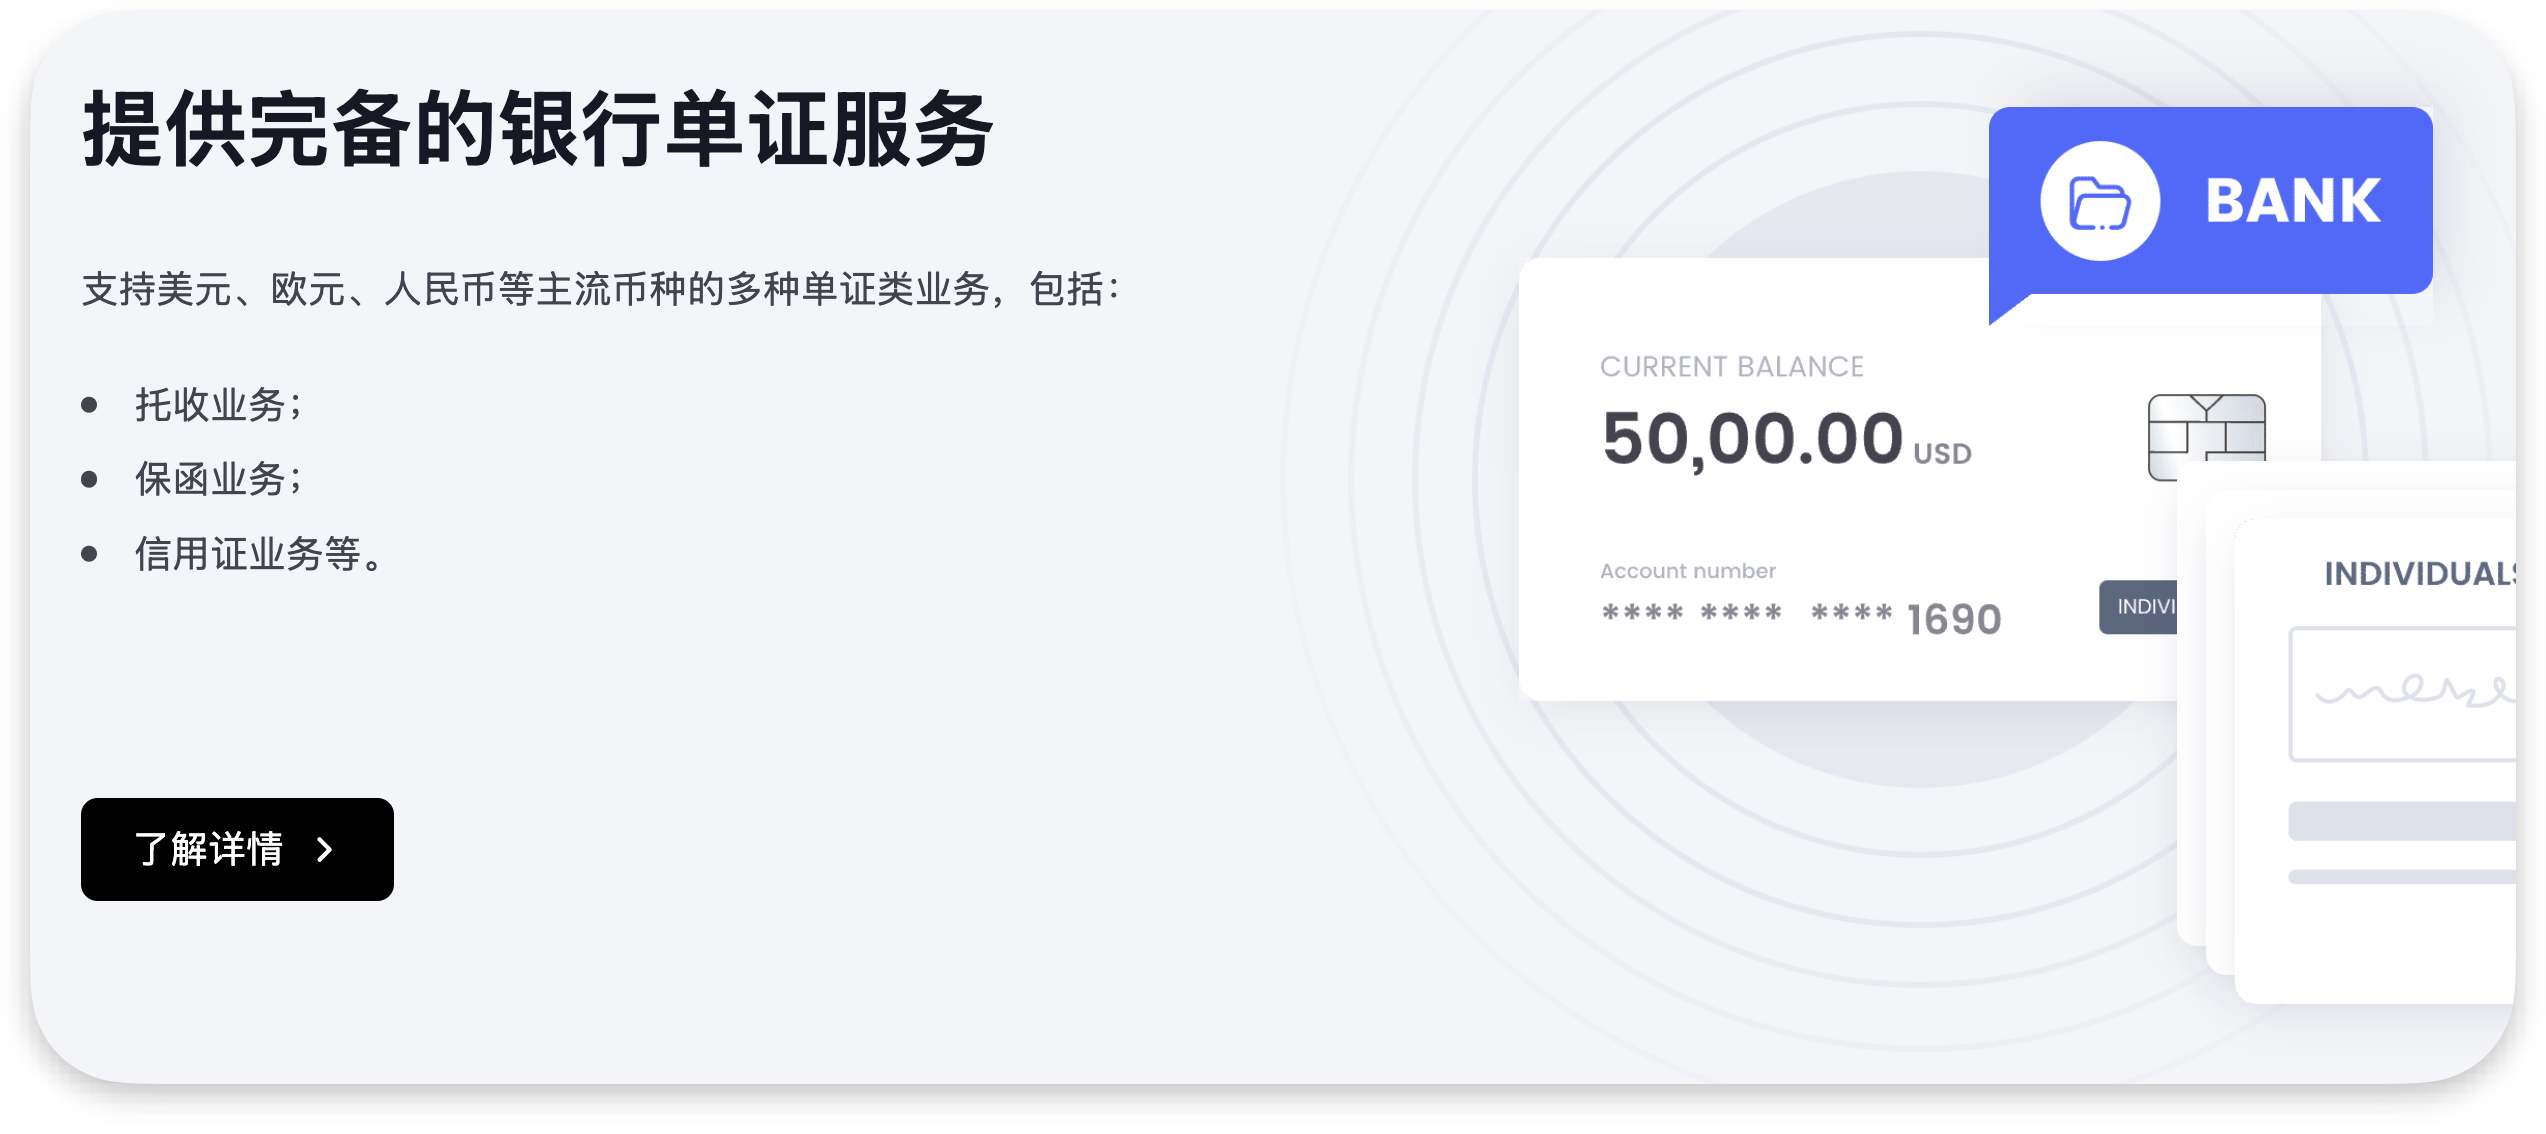 提供完备的银行单证服务
支持美元、欧元、人民币等主流币种的多种单证类业务，包括：
托收业务；
保函业务；
信用证业务等。
了解详情
BANK
CURRENT BALANCE
50,00.00 USD
Account number
**** **** **** 1690
INDIVI
INDIVIDUALS